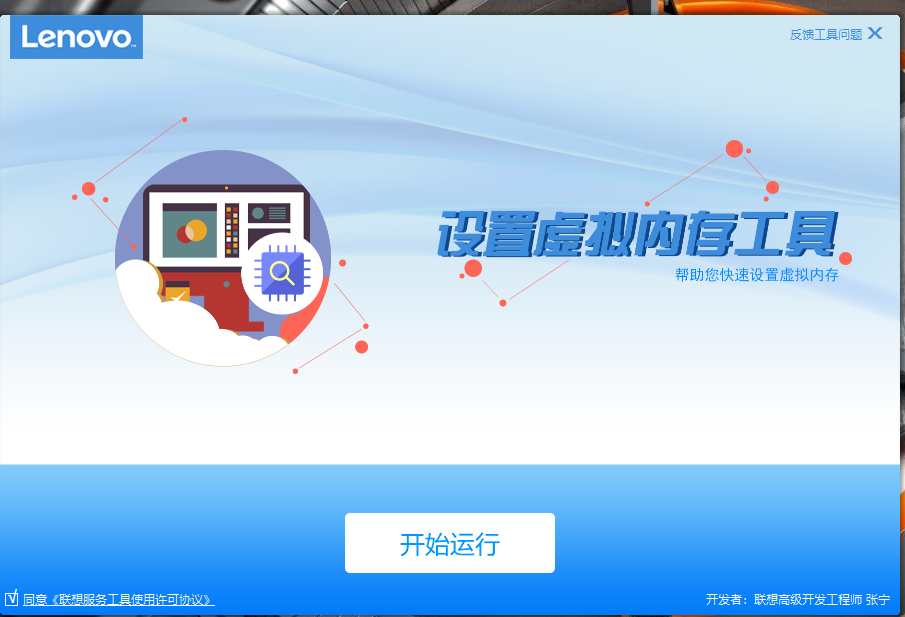 Lenovo
反馈工具问题
设置虚拟内存工具
帮助您快速设置虚拟内存
开始运行
同意《联想服务工具使用许可协议》
开发者：联想高级开发工程师 张宁